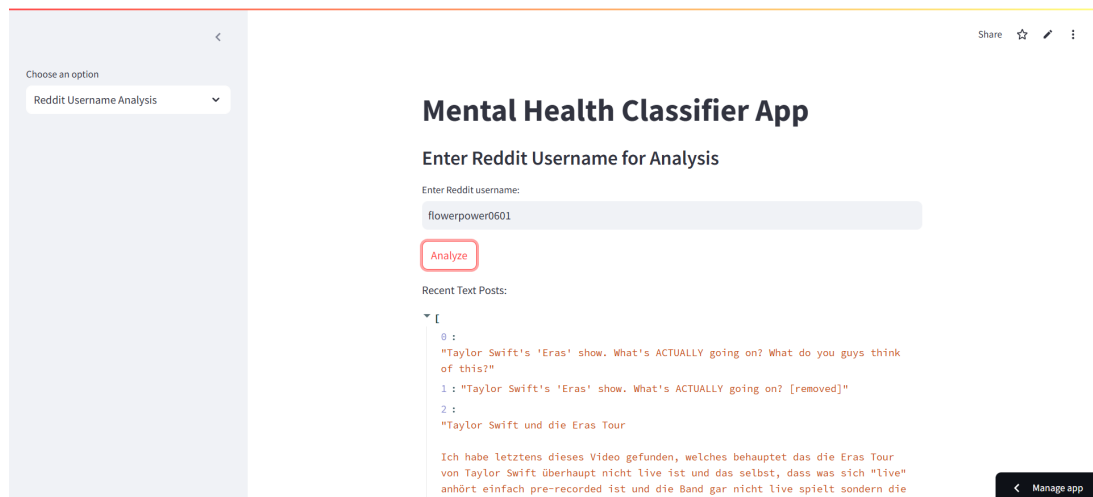 Share
Choose an option
Reddit Username Analysis
Mental Health Classifier App
Enter Reddit Username for Analysis
Enter Reddit username:
flowerpower0601
Analyze
Recent Text Posts:
[
0 :
"Taylor Swift's 'Eras' show. What's ACTUALLY going on? What do you guys think
of this?"
1 : "Taylor Swift's 'Eras' show. What's ACTUALLY going on? [removed]"
2 :
"Taylor Swift und die Eras Tour
Ich habe letztens dieses Video gefunden, welches behauptet das die Eras Tour
von Taylor Swift überhaupt nicht live ist und das selbst, dass was sich "live"
anhört einfach pre-recorded ist und die Band gar nicht live spielt sondern die
Manage app